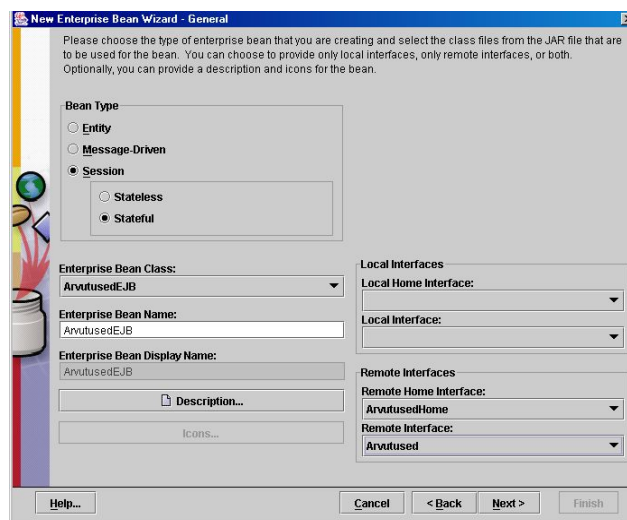 New Enterprise Bean Wizard - General
Please choose the type of enterprise bean that you are creating and select the class files from the JAR file that are
to be used for the bean. You can choose to provide only local interfaces, only remote interfaces, or both.
Optionally, you can provide a description and icons for the bean.
Bean Type
Entity
Message-Driven
Session
Stateless
Stateful
Enterprise Bean Class:
ArvutusedEJB
Enterprise Bean Name:
ArvutusedEJB
Enterprise Bean Display Name:
ArvutusedEJB
Description...
Icons...
Local Interfaces
Local Home Interface:
Local Interface:
Remote Interfaces
Remote Home Interface:
ArvutusedHome
Remote Interface:
Arvutused
Help...
Cancel
< Back
Next >
Finish